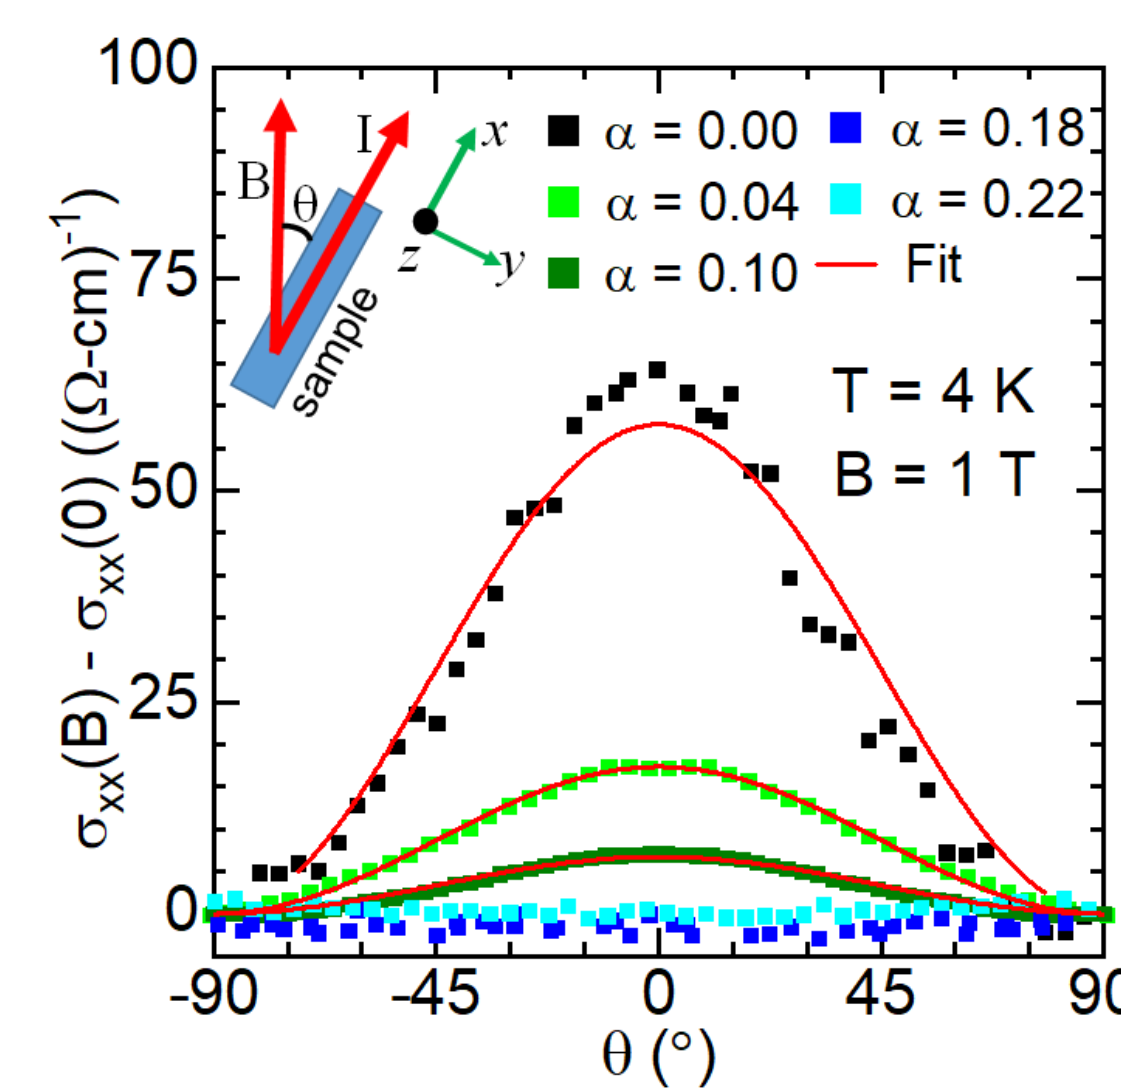 σxx(B) - σxx(0) ((Ω-cm)-1)
100
75
50
25
0
B
θ
I
x
z
y
sample
α = 0.00
α = 0.04
α = 0.10
α = 0.18
α = 0.22
Fit
T = 4 K
B = 1 T
-90
-45
0
45
90
θ (°)